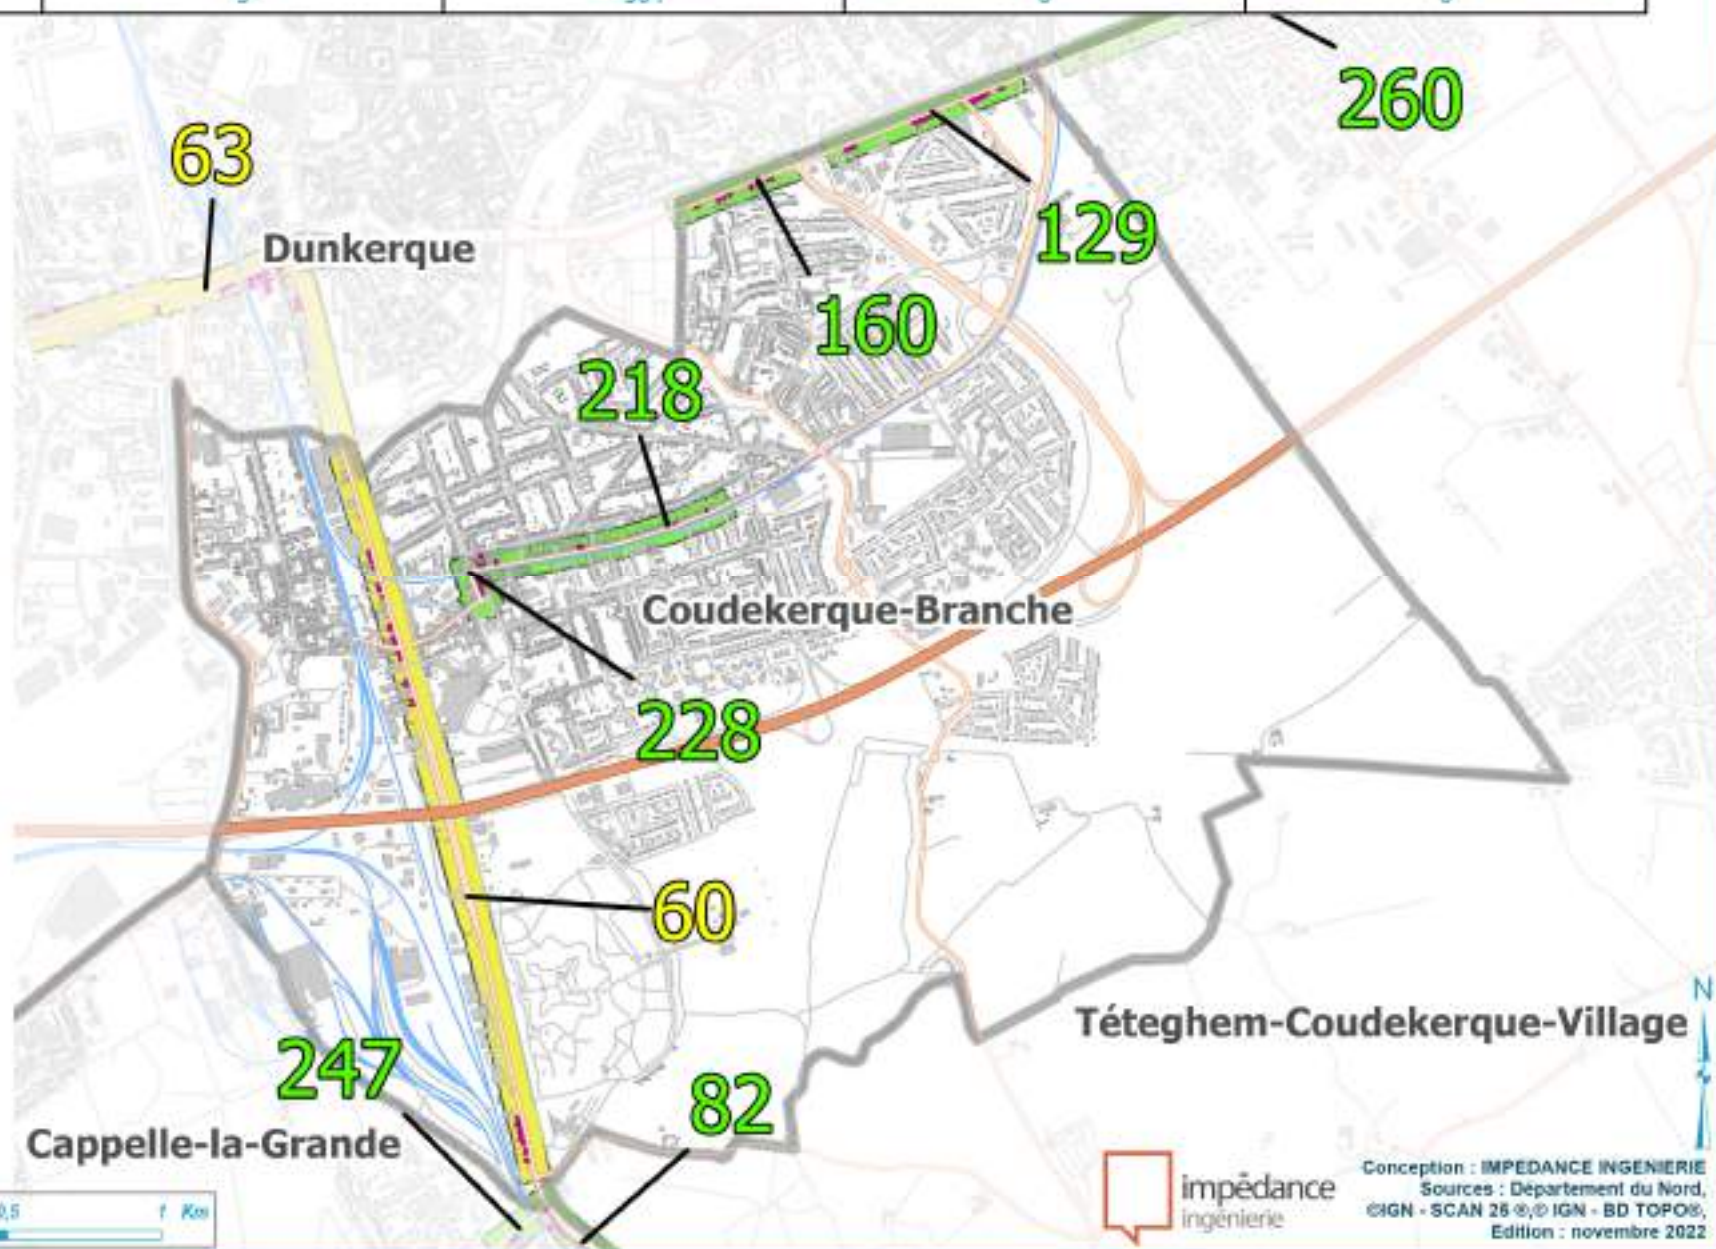 260
63
129
Dunkerque
160
218
Coudekerque-Branche
228
60
Téteghem-Coudekerque-Village
N
247
82
Cappelle-la-Grande
0,5 1 Km
impédance
ingénierie
Conception : IMPEDANCE INGENIERIE
Sources : Département du Nord,
©IGN - SCAN 25 ®,© IGN - BD TOPO®,
Edition : novembre 2022